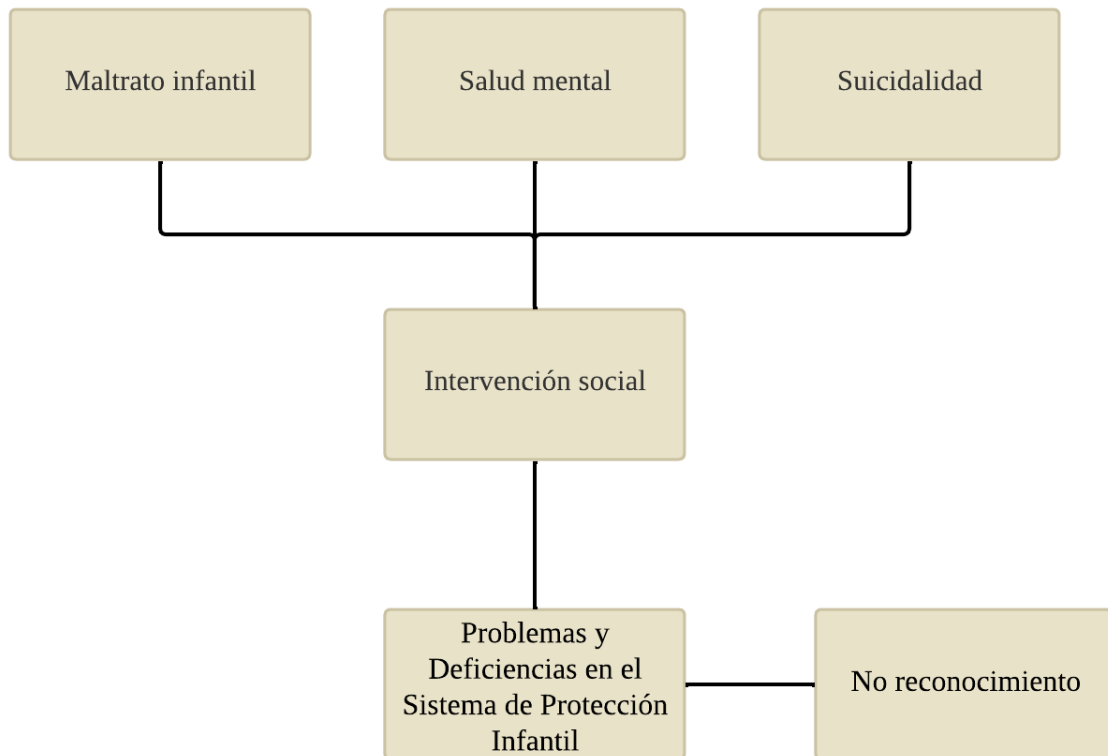 Maltrato infantil
Salud mental
Suicidalidad
Intervención social
Problemas y
Deficiencias en el
Sistema de Protección
Infantil
No reconocimiento